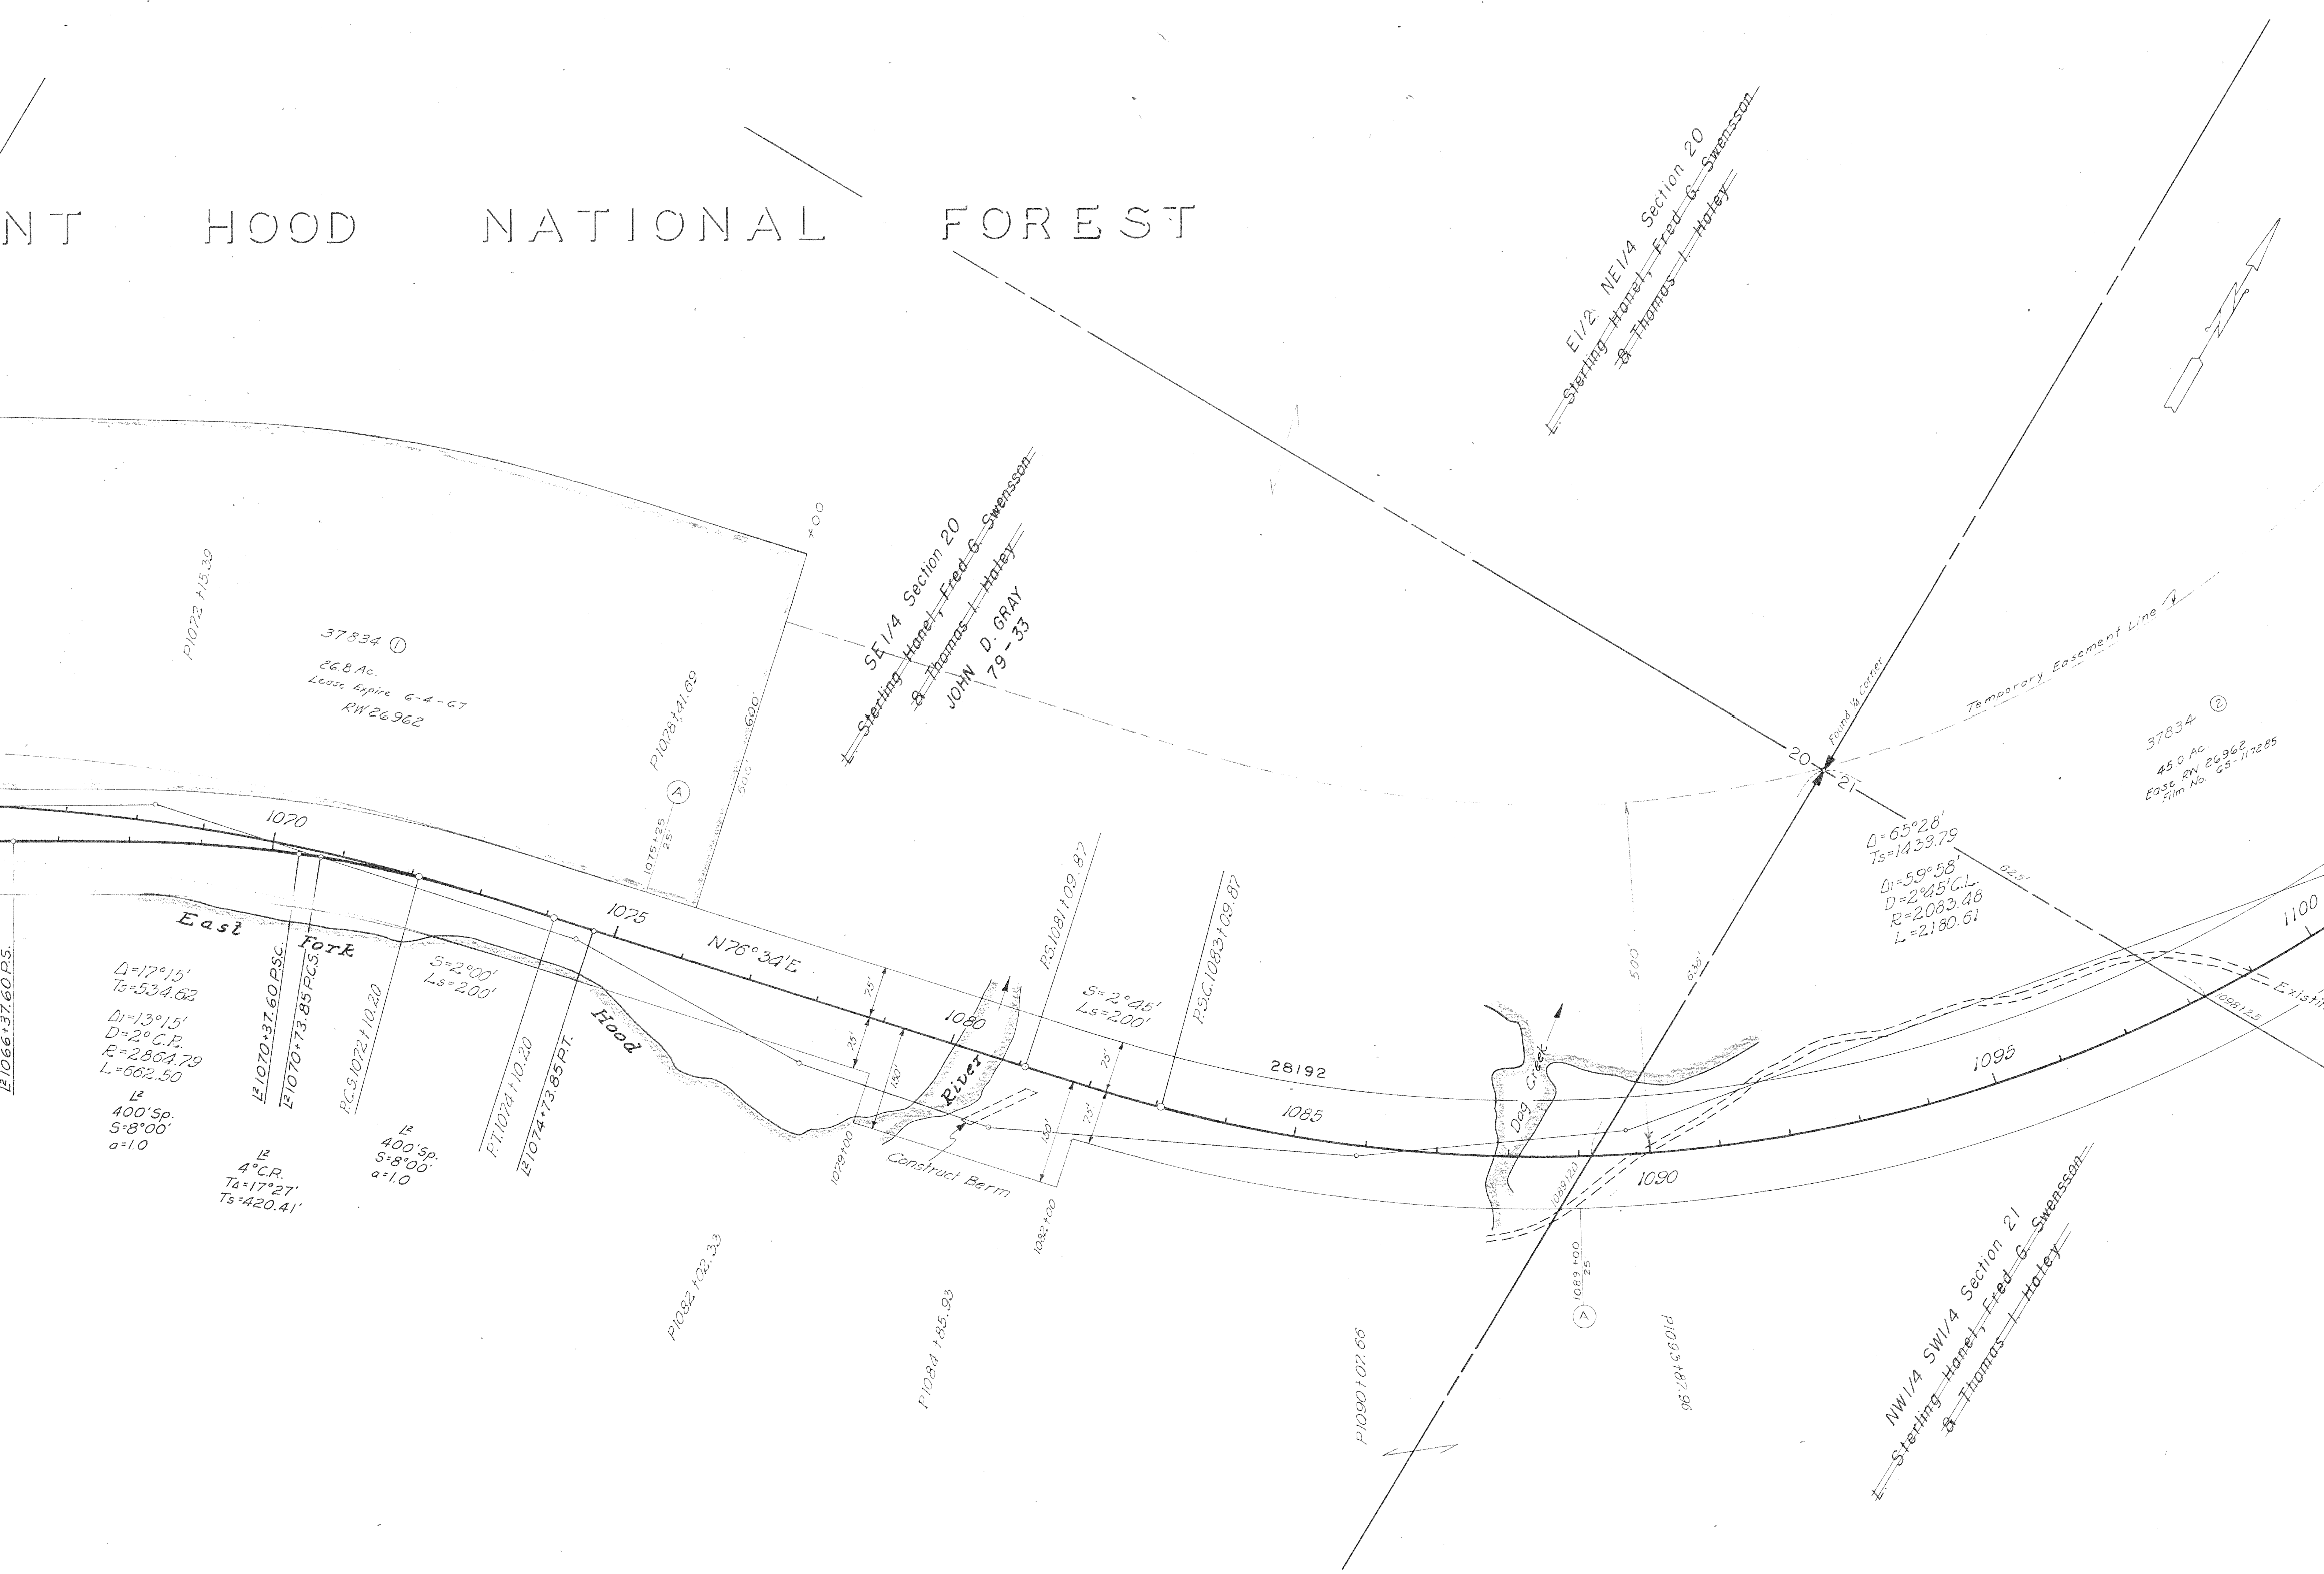 NT HOOD NATIONAL FOREST
E1/2 NE1/4 Section 20
L. Sterling Hanel, Fred G. Swensson
& Thomas I. Haley
N
+00
SE1/4 Section 20
L. Sterling Hanel, Fred G. Swensson
& Thomas I. Haley
JOHN D. GRAY
79-33
P1072+15.39
37834 1
26.8 Ac.
Lease Expire 6-4-67
RW26962
P1078+41.69
600'
500'
A
1075+25
25'
Found 1/4 Corner
20
21
Temporary Easement Line
37834 2
45.0 Ac.
Ease RW 26962
Film No. 65-117285
Δ=65°28'
Ts=1439.79
Δ1=59°58'
D=2°45'C.L.
R=2083.48
L=2180.61
625'
636'
500'
1070
1075
N76°34'E
1080
1085
1090
1095
1100
East Fork Hood River
L2 1066+37.60 P.S.
Δ=17°15'
Ts=534.62
Δ1=13°15'
D=2°C.R.
R=2864.79
L=662.50
L2
400'Sp.
S=8°00'
a=1.0
L2 1070+37.60 P.S.C.
L2 1070+73.85 P.C.S.
P.C.S. 1072+10.20
S=2°00'
Ls=200'
L2
4°C.R.
TΔ=17°27'
Ts=420.41'
L2
400'Sp.
S=8°00'
a=1.0
P.T. 1074+10.20
L2 1074+73.85 P.T.
75'
75'
150'
P.S. 1081+09.87
S=2°45'
Ls=200'
P.S.C. 1083+09.87
75'
75'
150'
28192
1079+00
Construct Berm
1082+00
Dog Creek
1089+20
1098+25
Existin
1089+00
25'
A
P1082+02.33
P1084+85.93
P1090+07.66
P1093+87.96
NW1/4 SW1/4 Section 21
L. Sterling Hanel, Fred G. Swensson
& Thomas I. Haley